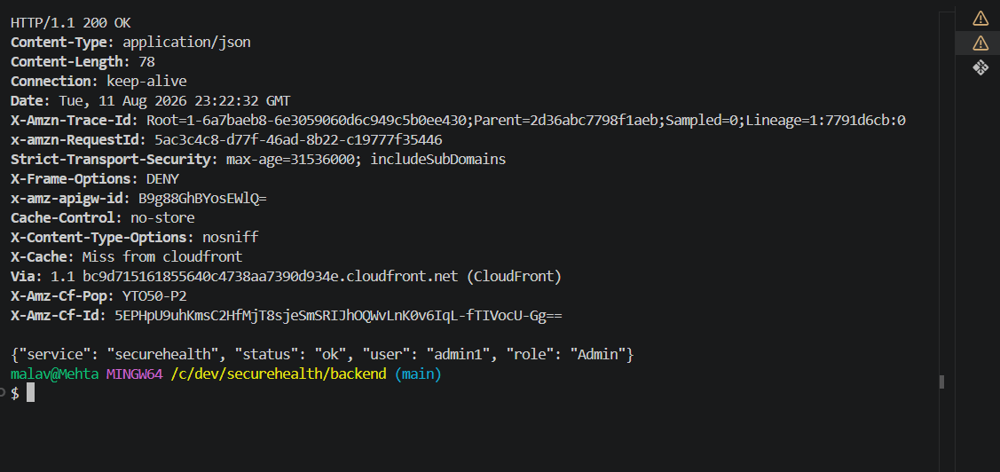 HTTP/1.1 200 OK
Content-Type: application/json
Content-Length: 78
Connection: keep-alive
Date: Tue, 11 Aug 2026 23:22:32 GMT
X-Amzn-Trace-Id: Root=1-6a7baeb8-6e3059060d6c949c5b0ee430;Parent=2d36abc7798f1aeb;Sampled=0;Lineage=1:7791d6cb:0
x-amzn-RequestId: 5ac3c4c8-d77f-46ad-8b22-c19777f35446
Strict-Transport-Security: max-age=31536000; includeSubDomains
X-Frame-Options: DENY
x-amz-apigw-id: B9g88GhBYosEWlQ=
Cache-Control: no-store
X-Content-Type-Options: nosniff
X-Cache: Miss from cloudfront
Via: 1.1 bc9d715161855640c4738aa7390d934e.cloudfront.net (CloudFront)
X-Amz-Cf-Pop: YTO50-P2
X-Amz-Cf-Id: 5EPHpU9uhKmsC2HfMjT8sjeSmSRIJhOQWvLnK0v6IqL-fTIVocU-Gg==
{"service": "securehealth", "status": "ok", "user": "admin1", "role": "Admin"}
malav@Mehta MINGW64 /c/dev/securehealth/backend (main)
$